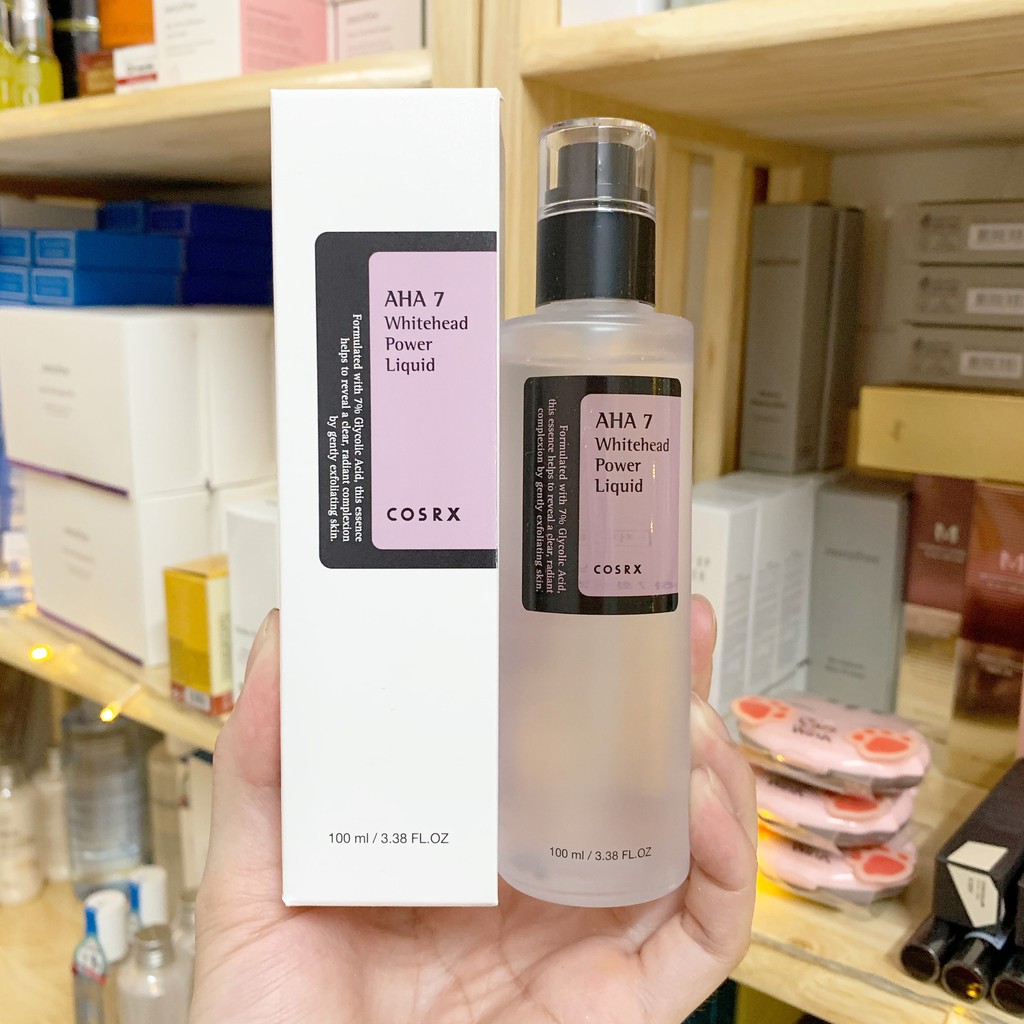 AHA 7
Whitehead
Power
Liquid
Formulated with 7% Glycolic Acid, this essence
helps to reveal a clear, radiant complexion
by gently exfoliating skin.
COSRX
100 ml / 3.38 FL.OZ
AHA 7
Whitehead
Power
Liquid
Formulated with 7% Glycolic Acid,
this essence helps to reveal a clear, radiant
complexion by gently exfoliating skin.
COSRX
100 ml / 3.38 FL.OZ
M
M